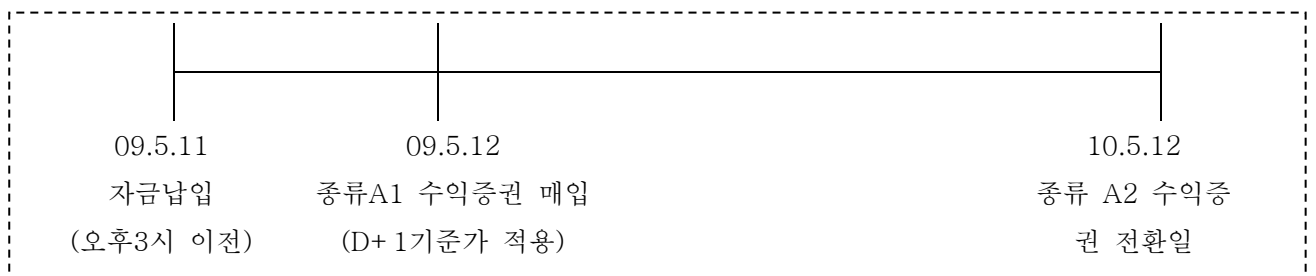 09.5.11 09.5.12 10.5.12
자금납입 종류A1 수익증권 매입 종류 A2 수익증
(오후3시 이전) (D+1기준가 적용) 권 전환일